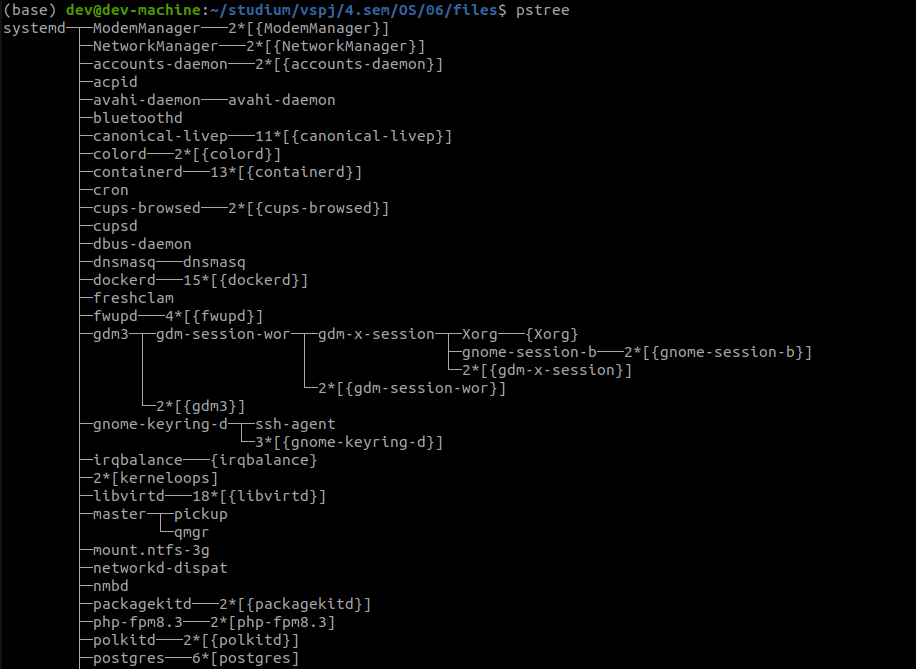 (base) dev@dev-machine:~/studium/vspj/4.sem/OS/06/files$ pstree
systemd─┬─ModemManager───2*[{ModemManager}]
        ├─NetworkManager───2*[{NetworkManager}]
        ├─accounts-daemon───2*[{accounts-daemon}]
        ├─acpid
        ├─avahi-daemon───avahi-daemon
        ├─bluetoothd
        ├─canonical-livep───11*[{canonical-livep}]
        ├─colord───2*[{colord}]
        ├─containerd───13*[{containerd}]
        ├─cron
        ├─cups-browsed───2*[{cups-browsed}]
        ├─cupsd
        ├─dbus-daemon
        ├─dnsmasq───dnsmasq
        ├─dockerd───15*[{dockerd}]
        ├─freshclam
        ├─fwupd───4*[{fwupd}]
        ├─gdm3─┬─gdm-session-wor─┬─gdm-x-session─┬─Xorg───{Xorg}
        │      │                 │               ├─gnome-session-b───2*[{gnome-session-b}]
        │      │                 │               └─2*[{gdm-x-session}]
        │      │                 └─2*[{gdm-session-wor}]
        │      └─2*[{gdm3}]
        ├─gnome-keyring-d─┬─ssh-agent
        │                 └─3*[{gnome-keyring-d}]
        ├─irqbalance───{irqbalance}
        ├─2*[kerneloops]
        ├─libvirtd───18*[{libvirtd}]
        ├─master─┬─pickup
        │        └─qmgr
        ├─mount.ntfs-3g
        ├─networkd-dispat
        ├─nmbd
        ├─packagekitd───2*[{packagekitd}]
        ├─php-fpm8.3───2*[php-fpm8.3]
        ├─polkitd───2*[{polkitd}]
        ├─postgres───6*[postgres]